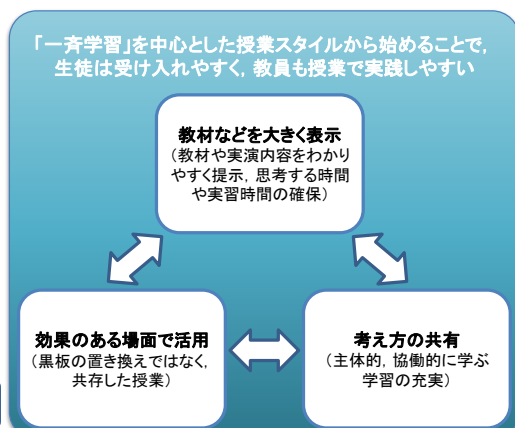 「一斉学習」を中心とした授業スタイルから始めることで,
生徒は受け入れやすく, 教員も授業で実践しやすい
教材などを大きく表示
（教材や実演内容をわかり
やすく提示, 思考する時間
や実習時間の確保）
効果のある場面で活用
（黒板の置き換えではなく,
共存した授業）
考え方の共有
（主体的, 協働的に学ぶ
学習の充実）